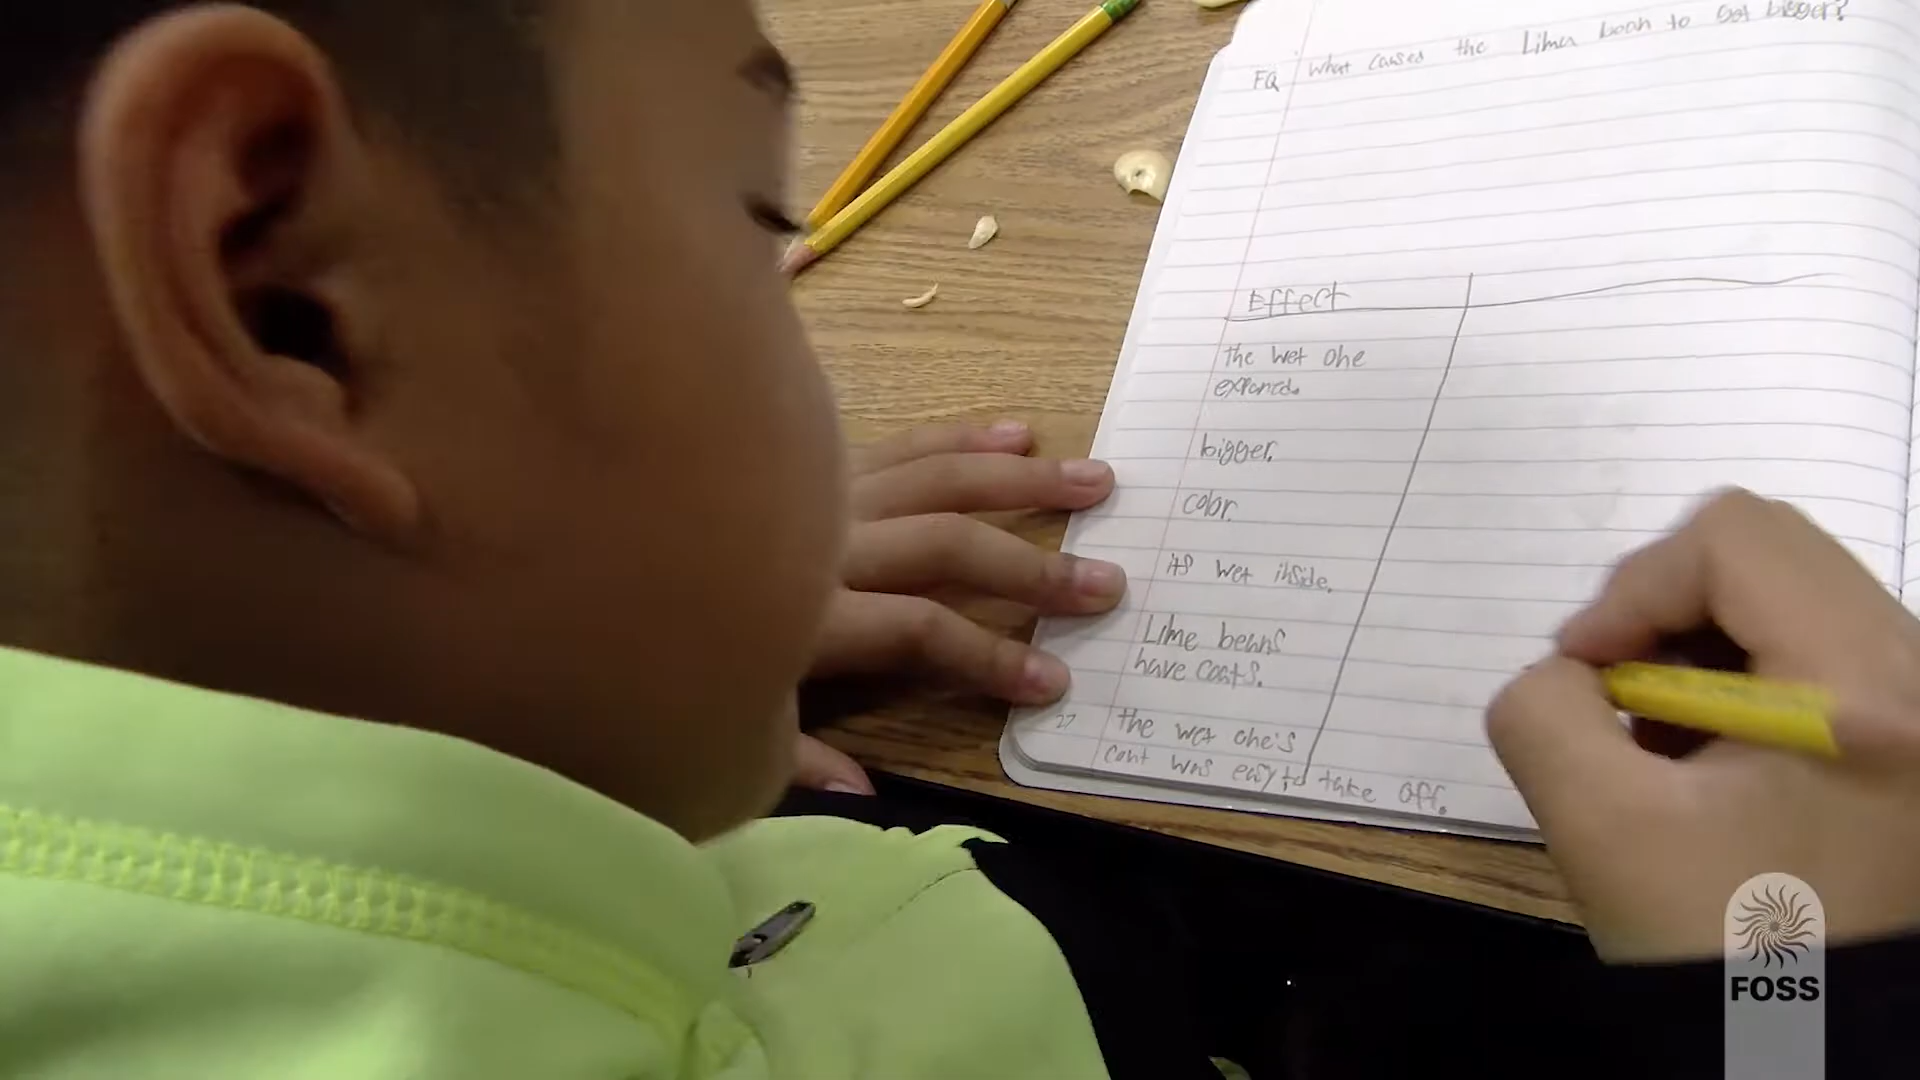 FQ What caused the Lima bean to get bigger?
Effect
the wet one
expaned.
bigger.
color.
its wet inside.
Lime beans
have coats.
27 the wet one's
coat was easy to take off.
FOSS